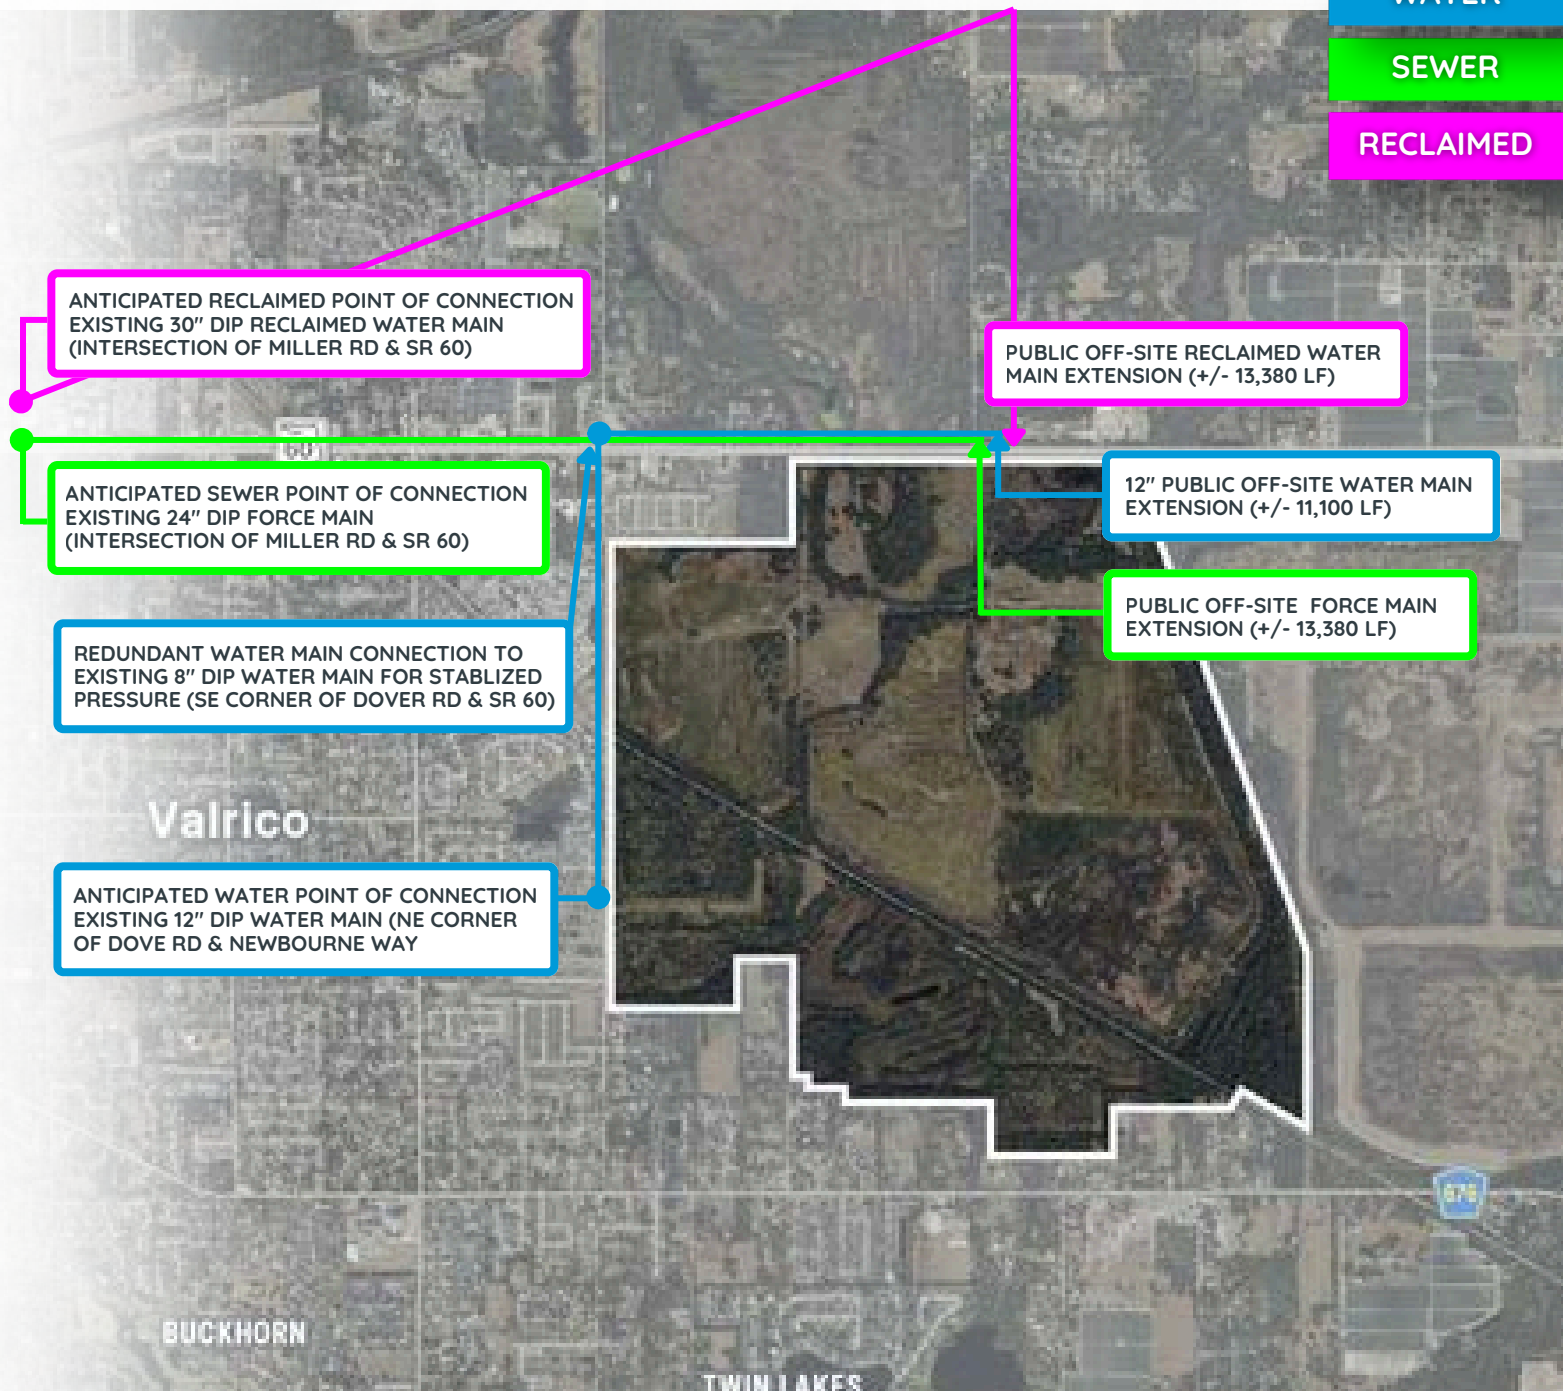 WATER
SEWER
RECLAIMED
ANTICIPATED RECLAIMED POINT OF CONNECTION
EXISTING 30" DIP RECLAIMED WATER MAIN
(INTERSECTION OF MILLER RD & SR 60)
PUBLIC OFF-SITE RECLAIMED WATER
MAIN EXTENSION (+/- 13,380 LF)
60
ANTICIPATED SEWER POINT OF CONNECTION
EXISTING 24" DIP FORCE MAIN
(INTERSECTION OF MILLER RD & SR 60)
12" PUBLIC OFF-SITE WATER MAIN
EXTENSION (+/- 11,100 LF)
PUBLIC OFF-SITE FORCE MAIN
EXTENSION (+/- 13,380 LF)
REDUNDANT WATER MAIN CONNECTION TO
EXISTING 8" DIP WATER MAIN FOR STABLIZED
PRESSURE (SE CORNER OF DOVER RD & SR 60)
Valrico
ANTICIPATED WATER POINT OF CONNECTION
EXISTING 12" DIP WATER MAIN (NE CORNER
OF DOVE RD & NEWBOURNE WAY
BUCKHORN
TWIN LAKES